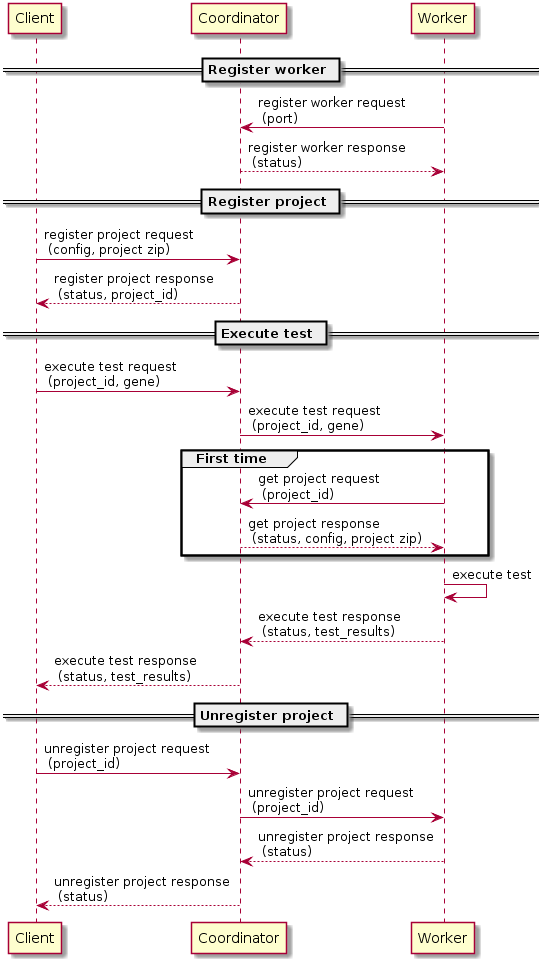 Client
Coordinator
Worker
Register worker
register worker request
(port)
register worker response
(status)
Register project
register project request
(config, project zip)
register project response
(status, project_id)
Execute test
execute test request
(project_id, gene)
execute test request
(project_id, gene)
First time
get project request
(project_id)
get project response
(status, config, project zip)
execute test
execute test response
(status, test_results)
execute test response
(status, test_results)
Unregister project
unregister project request
(project_id)
unregister project request
(project_id)
unregister project response
(status)
unregister project response
(status)
Client
Coordinator
Worker